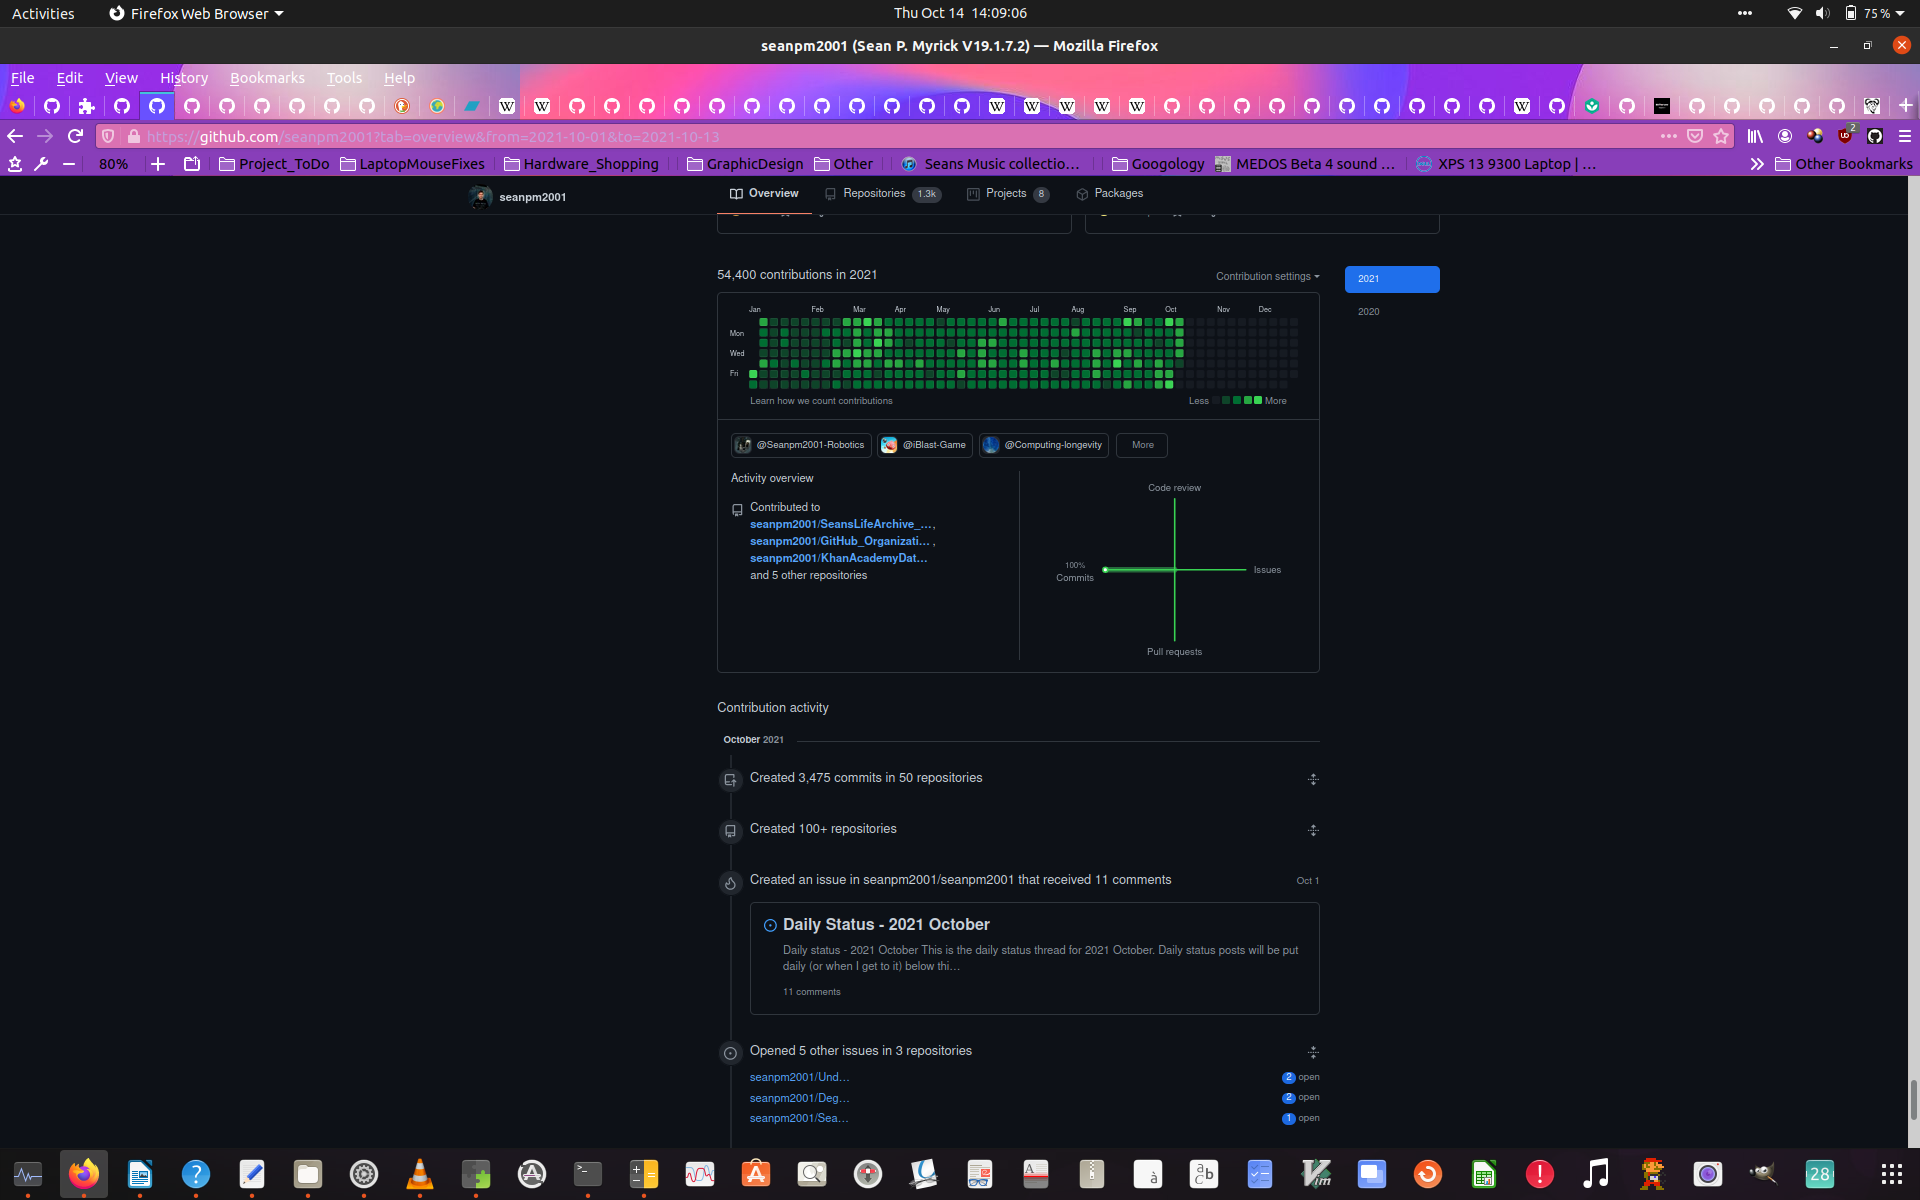 Activities
Firefox Web Browser
Thu Oct 14 14:09:06
75 %
seanpm2001 (Sean P. Myrick V19.1.7.2) — Mozilla Firefox
File Edit View History Bookmarks Tools Help
https://github.com/seanpm2001?tab=overview&from=2021-10-01&to=2021-10-13
2
80%
Project_ToDo
LaptopMouseFixes
Hardware_Shopping
GraphicDesign
Other
Seans Music collectio…
Googology
MEDOS Beta 4 sound …
XPS 13 9300 Laptop | …
Other Bookmarks
seanpm2001
Overview
Repositories 1.3k
Projects 8
Packages
54,400 contributions in 2021
Contribution settings
2021
2020
Jan Feb Mar Apr May Jun Jul Aug Sep Oct Nov Dec
Mon
Wed
Fri
Learn how we count contributions
Less More
@Seanpm2001-Robotics
@iBlast-Game
@Computing-longevity
More
Activity overview
Contributed to
seanpm2001/SeansLifeArchive_…,
seanpm2001/GitHub_Organizati… ,
seanpm2001/KhanAcademyDat…
and 5 other repositories
Code review
100%
Commits
Issues
Pull requests
Contribution activity
October 2021
Created 3,475 commits in 50 repositories
Created 100+ repositories
Created an issue in seanpm2001/seanpm2001 that received 11 comments
Oct 1
Daily Status - 2021 October
Daily status - 2021 October This is the daily status thread for 2021 October. Daily status posts will be put
daily (or when I get to it) below thi…
11 comments
Opened 5 other issues in 3 repositories
seanpm2001/Und…
2 open
seanpm2001/Deg…
2 open
seanpm2001/Sea…
1 open
28